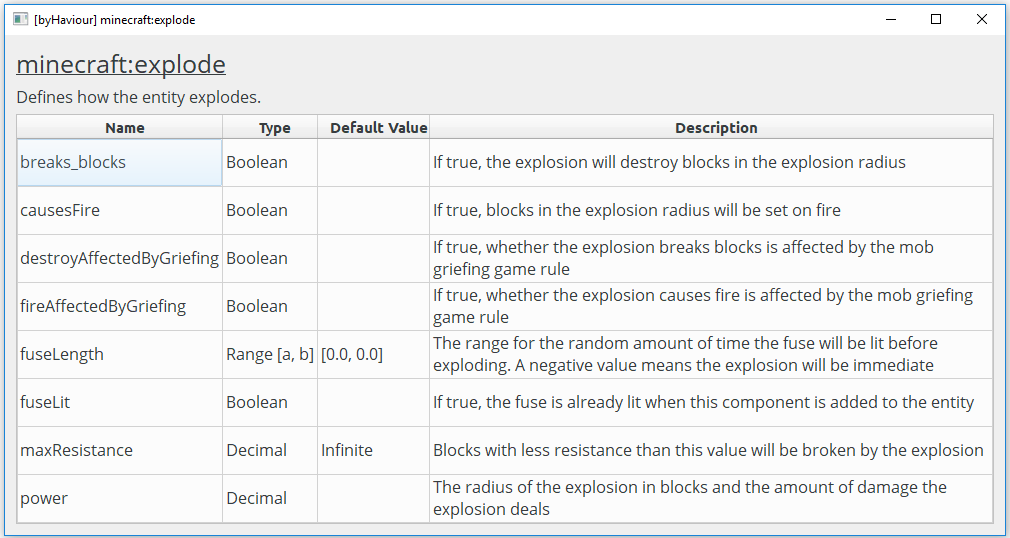 [byHaviour] minecraft:explode
minecraft:explode
Defines how the entity explodes.
Name Type Default Value Description
breaks_blocks Boolean If true, the explosion will destroy blocks in the explosion radius
causesFire Boolean If true, blocks in the explosion radius will be set on fire
destroyAffectedByGriefing Boolean If true, whether the explosion breaks blocks is affected by the mob
griefing game rule
fireAffectedByGriefing Boolean If true, whether the explosion causes fire is affected by the mob griefing
game rule
fuseLength Range [a, b] [0.0, 0.0] The range for the random amount of time the fuse will be lit before
exploding. A negative value means the explosion will be immediate
fuseLit Boolean If true, the fuse is already lit when this component is added to the entity
maxResistance Decimal Infinite Blocks with less resistance than this value will be broken by the explosion
power Decimal The radius of the explosion in blocks and the amount of damage the
explosion deals